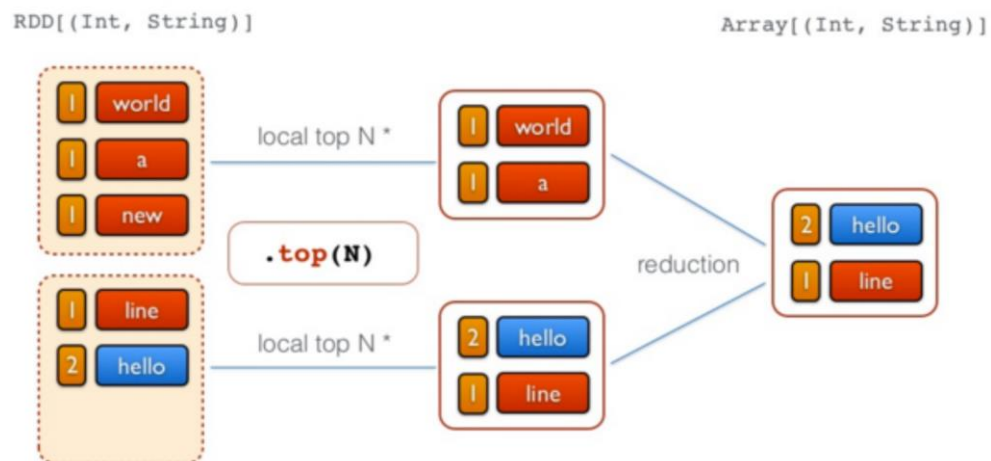 RDD[(Int, String)]
Array[(Int, String)]
1 world
1 a
1 new
local top N *
1 world
1 a
.top(N)
2 hello
1 line
reduction
1 line
2 hello
local top N *
2 hello
1 line